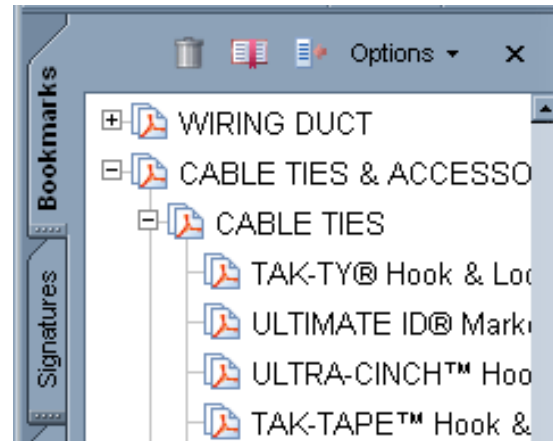 Options
Bookmarks
Signatures
WIRING DUCT
CABLE TIES & ACCESSO
CABLE TIES
TAK-TY® Hook & Loo
ULTIMATE ID® Mark
ULTRA-CINCH™ Hoo
TAK-TAPE™ Hook &